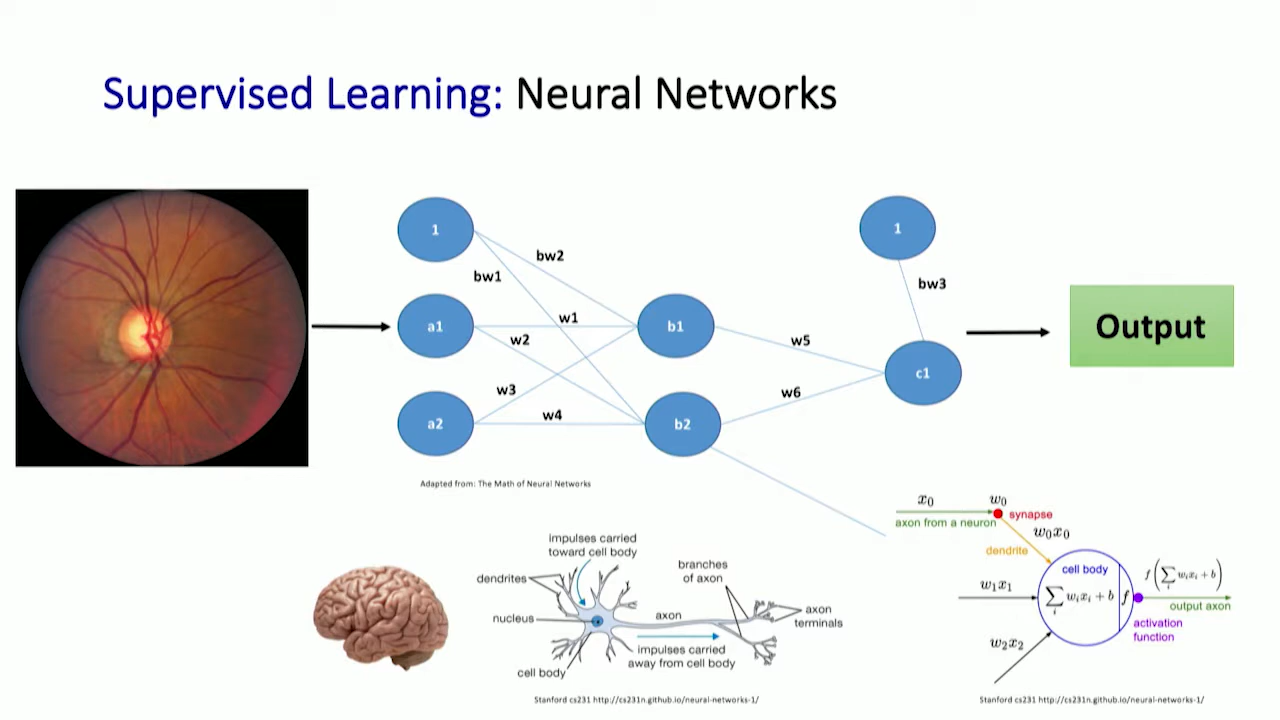 Supervised Learning: Neural Networks
1
bw2
bw1
w1
a1
w2
b1
w3
w4
a2
b2
w5
w6
1
bw3
c1
Output
Adapted from: The Math of Neural Networks
impulses carried
toward cell body
dendrites
nucleus
cell body
axon
impulses carried
away from cell body
branches
of axon
axon
terminals
Stanford cs231 http://cs231n.github.io/neural-networks-1/
x₀
w₀
axon from a neuron
synapse
w₀x₀
dendrite
cell body
w₁x₁
∑ᵢ wᵢxᵢ + b
f
f(∑ᵢ wᵢxᵢ + b)
output axon
activation
function
w₂x₂
Stanford cs231 http://cs231n.github.io/neural-networks-1/